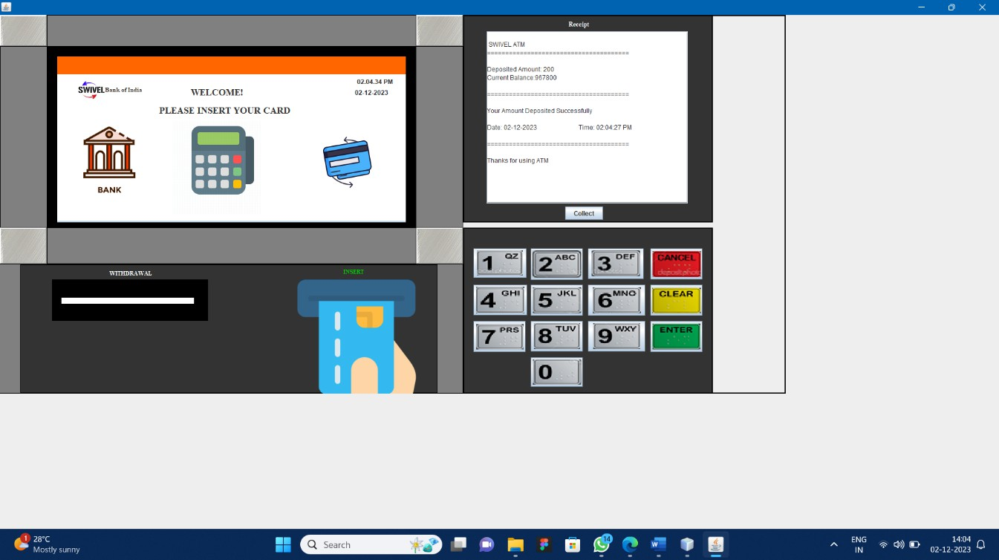 02.04.34 PM
SWIVEL Bank of India
WELCOME!
02-12-2023
PLEASE INSERT YOUR CARD
BANK
Receipt
SWIVEL ATM
=======================================
Deposited Amount: 200
Current Balance:967800
=======================================
Your Amount Deposited Successfully
Date: 02-12-2023 Time: 02:04:27 PM
=======================================
Thanks for using ATM
Collect
WITHDRAWAL
INSERT
1 QZ 2 ABC 3 DEF CANCEL
depositphotos
4 GHI 5 JKL 6 MNO CLEAR
7 PRS 8 TUV 9 WXY ENTER
0
1
28°C
Mostly sunny
Search
14
W
ENG
IN
14:04
02-12-2023